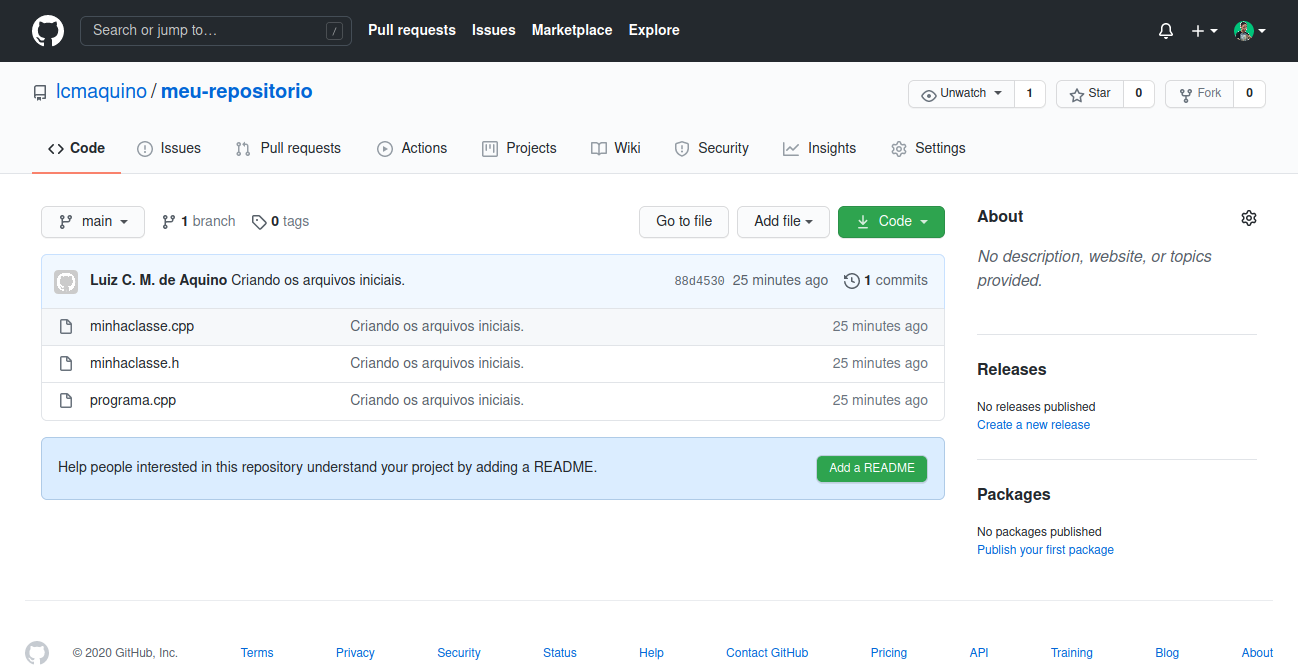 Search or jump to… / Pull requests Issues Marketplace Explore
lcmaquino / meu-repositorio Unwatch 1 Star 0 Fork 0
Code Issues Pull requests Actions Projects Wiki Security Insights Settings
main 1 branch 0 tags Go to file Add file Code
Luiz C. M. de Aquino Criando os arquivos iniciais. 88d4530 25 minutes ago 1 commits
minhaclasse.cpp Criando os arquivos iniciais. 25 minutes ago
minhaclasse.h Criando os arquivos iniciais. 25 minutes ago
programa.cpp Criando os arquivos iniciais. 25 minutes ago
Help people interested in this repository understand your project by adding a README. Add a README
About
No description, website, or topics
provided.
Releases
No releases published
Create a new release
Packages
No packages published
Publish your first package
© 2020 GitHub, Inc. Terms Privacy Security Status Help Contact GitHub Pricing API Training Blog About